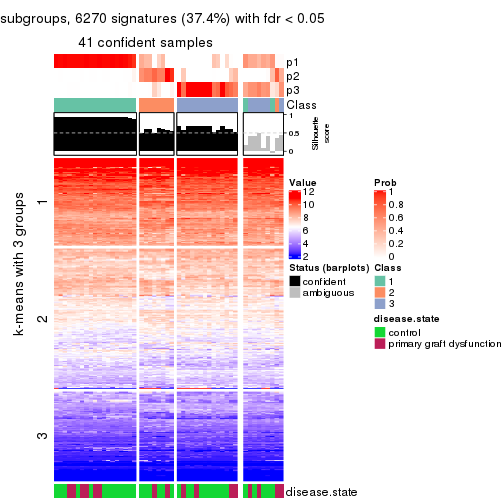 subgroups, 6270 signatures (37.4%) with fdr < 0.05
41 confident samples
p1
p2
p3
Class
1
0.5
0
Silhouette
score
k-means with 3 groups
1
2
3
disease.state
Value
12
10
8
6
4
2
Prob
1
0.8
0.6
0.4
0.2
0
Status (barplots)
confident
ambiguous
Class
1
2
3
disease.state
control
primary graft dysfunction